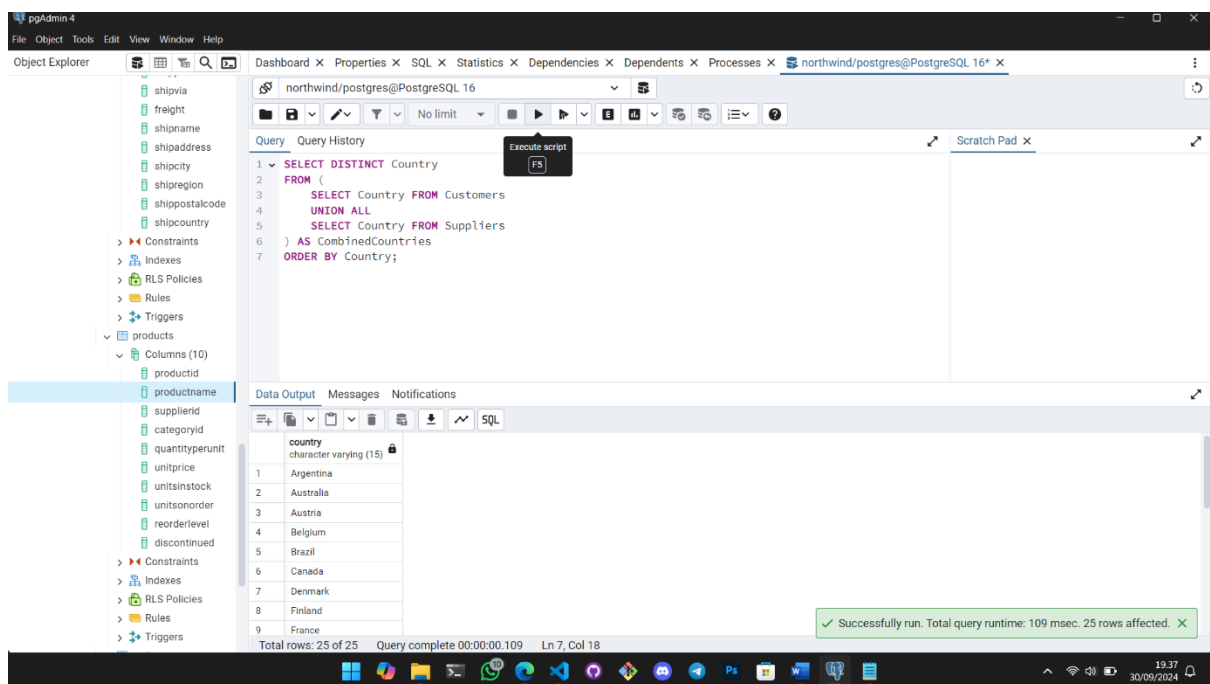 pgAdmin 4
File Object Tools Edit View Window Help
Object Explorer
shipvia
freight
shipname
shipaddress
shipcity
shipregion
shippostalcode
shipcountry
Constraints
Indexes
RLS Policies
Rules
Triggers
products
Columns (10)
productid
productname
supplierid
categoryid
quantityperunit
unitprice
unitsinstock
unitsonorder
reorderlevel
discontinued
Constraints
Indexes
RLS Policies
Rules
Triggers
Dashboard Properties SQL Statistics Dependencies Dependents Processes northwind/postgres@PostgreSQL 16*
northwind/postgres@PostgreSQL 16
No limit
Query Query History
Execute script
F5
Scratch Pad
1 SELECT DISTINCT Country
2 FROM (
3 SELECT Country FROM Customers
4 UNION ALL
5 SELECT Country FROM Suppliers
6 ) AS CombinedCountries
7 ORDER BY Country;
Data Output Messages Notifications
SQL
country
character varying (15)
1 Argentina
2 Australia
3 Austria
4 Belgium
5 Brazil
6 Canada
7 Denmark
8 Finland
9 France
Successfully run. Total query runtime: 109 msec. 25 rows affected.
Total rows: 25 of 25 Query complete 00:00:00.109 Ln 7, Col 18
10
Ps
19.37
30/09/2024